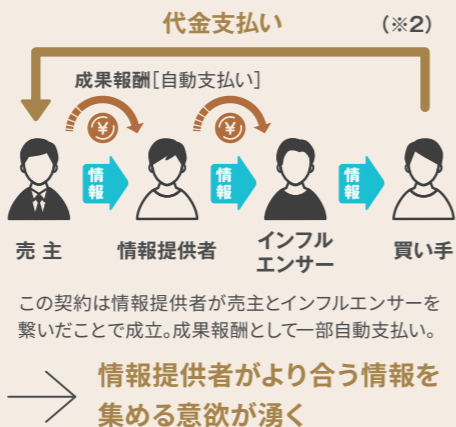 代金支払い
(※2)
成果報酬[自動支払い]
¥
¥
情報
情報
情報
売 主
情報提供者
インフル
エンサー
買い手
この契約は情報提供者が売主とインフルエンサーを
繋いだことで成立。成果報酬として一部自動支払い。
情報提供者がより合う情報を
集める意欲が湧く